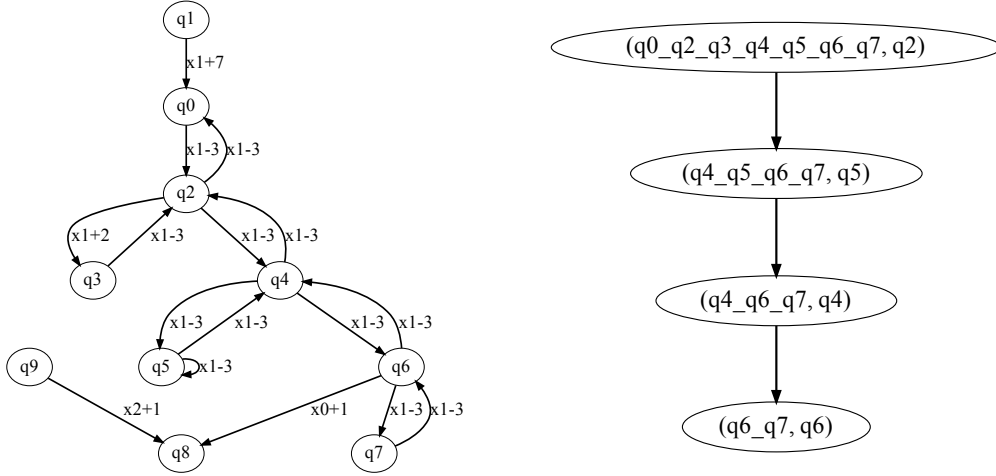 q1
x1+7
q0
x1-3
x1-3
q2
x1+2
x1-3
x1-3
x1-3
q3
q4
x1-3
x1-3
x1-3
x1-3
q9
q5
x1-3
q6
x2+1
x0+1
x1-3
x1-3
q8
q7
(q0_q2_q3_q4_q5_q6_q7, q2)
(q4_q5_q6_q7, q5)
(q4_q6_q7, q4)
(q6_q7, q6)